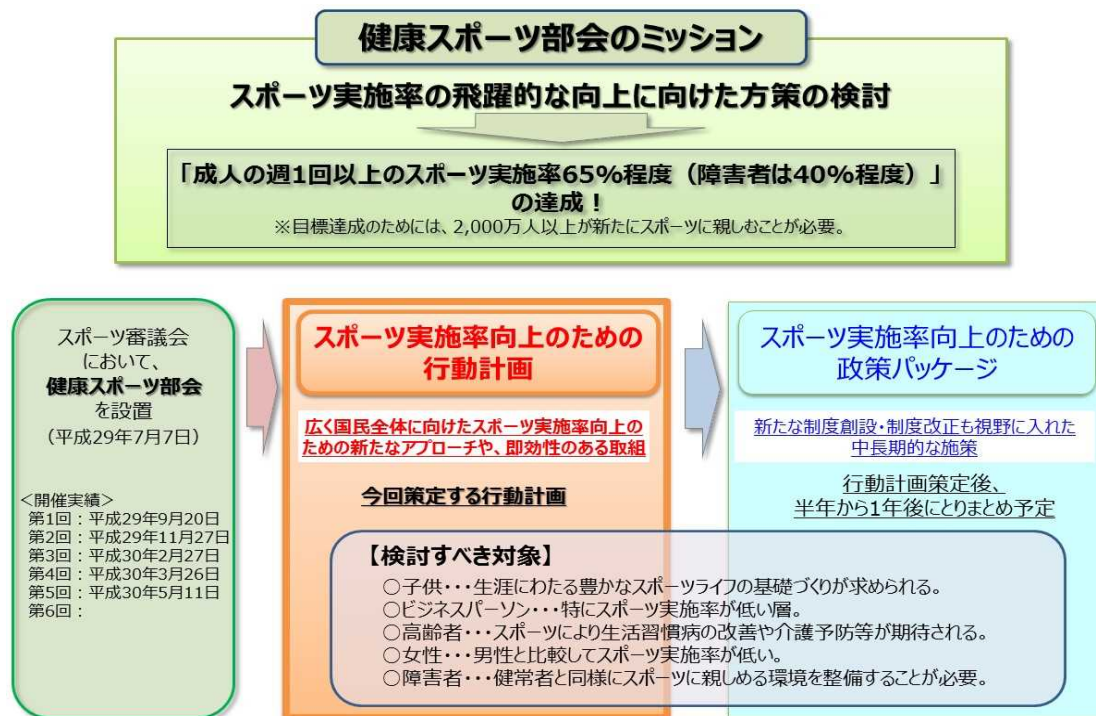 健康スポーツ部会のミッション
スポーツ実施率の飛躍的な向上に向けた方策の検討
「成人の週1回以上のスポーツ実施率65%程度（障害者は40%程度）」
の達成！
※目標達成のためには、2,000万人以上が新たにスポーツに親しむことが必要。
スポーツ審議会
において、
健康スポーツ部会
を設置
（平成29年7月7日）
＜開催実績＞
第1回：平成29年9月20日
第2回：平成29年11月27日
第3回：平成30年2月27日
第4回：平成30年3月26日
第5回：平成30年5月11日
第6回：
スポーツ実施率向上のための
行動計画
広く国民全体に向けたスポーツ実施率向上の
ための新たなアプローチや、即効性のある取組
今回策定する行動計画
スポーツ実施率向上のための
政策パッケージ
新たな制度創設・制度改正も視野に入れた
中長期的な施策
行動計画策定後、
半年から1年後にとりまとめ予定
【検討すべき対象】
○子供・・・生涯にわたる豊かなスポーツライフの基礎づくりが求められる。
○ビジネスパーソン・・・特にスポーツ実施率が低い層。
○高齢者・・・スポーツにより生活習慣病の改善や介護予防等が期待される。
○女性・・・男性と比較してスポーツ実施率が低い。
○障害者・・・健常者と同様にスポーツに親しめる環境を整備することが必要。